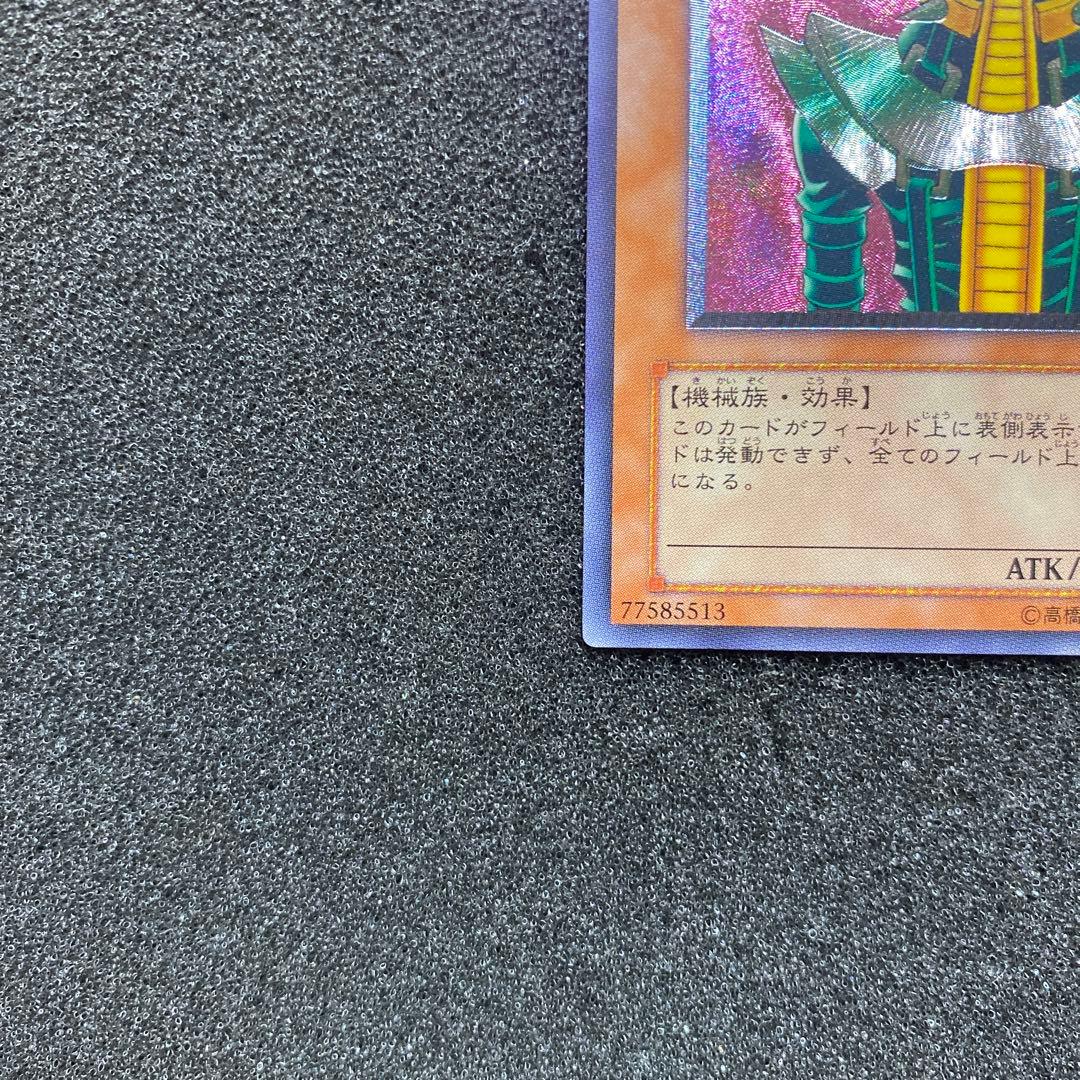 【機械族・効果】
このカードがフィールド上に表側表示
ドは発動できず、全てのフィールド上
になる。
ATK/
77585513
©高橋